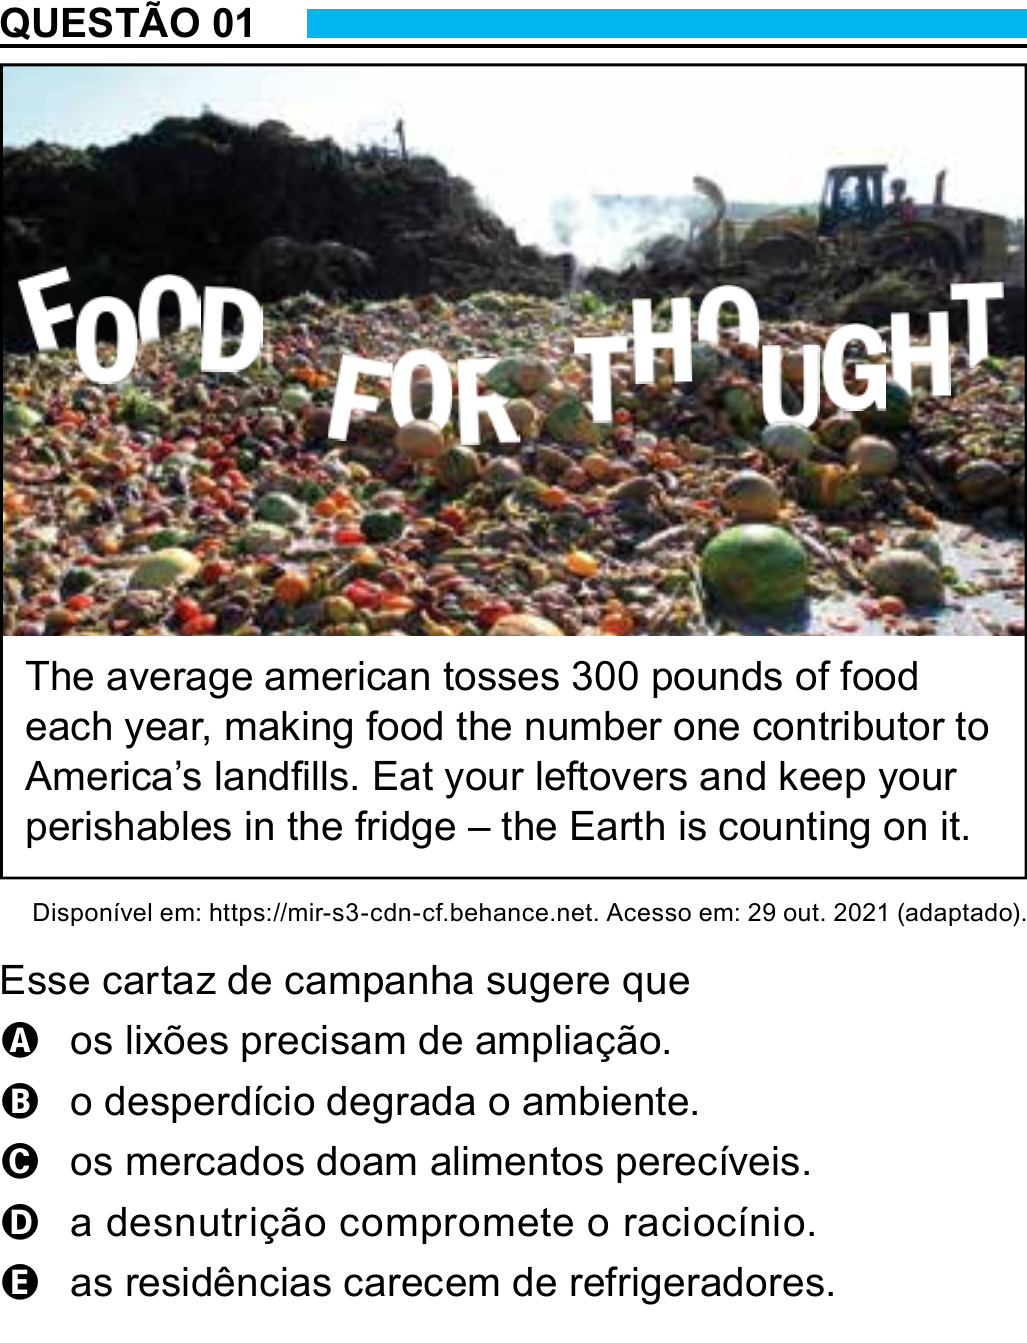 QUESTÃO 01
FOOD FOR THOUGHT
The average american tosses 300 pounds of food
each year, making food the number one contributor to
America’s landfills. Eat your leftovers and keep your
perishables in the fridge – the Earth is counting on it.
Disponível em: https://mir-s3-cdn-cf.behance.net. Acesso em: 29 out. 2021 (adaptado).
Esse cartaz de campanha sugere que
A os lixões precisam de ampliação.
B o desperdício degrada o ambiente.
C os mercados doam alimentos perecíveis.
D a desnutrição compromete o raciocínio.
E as residências carecem de refrigeradores.